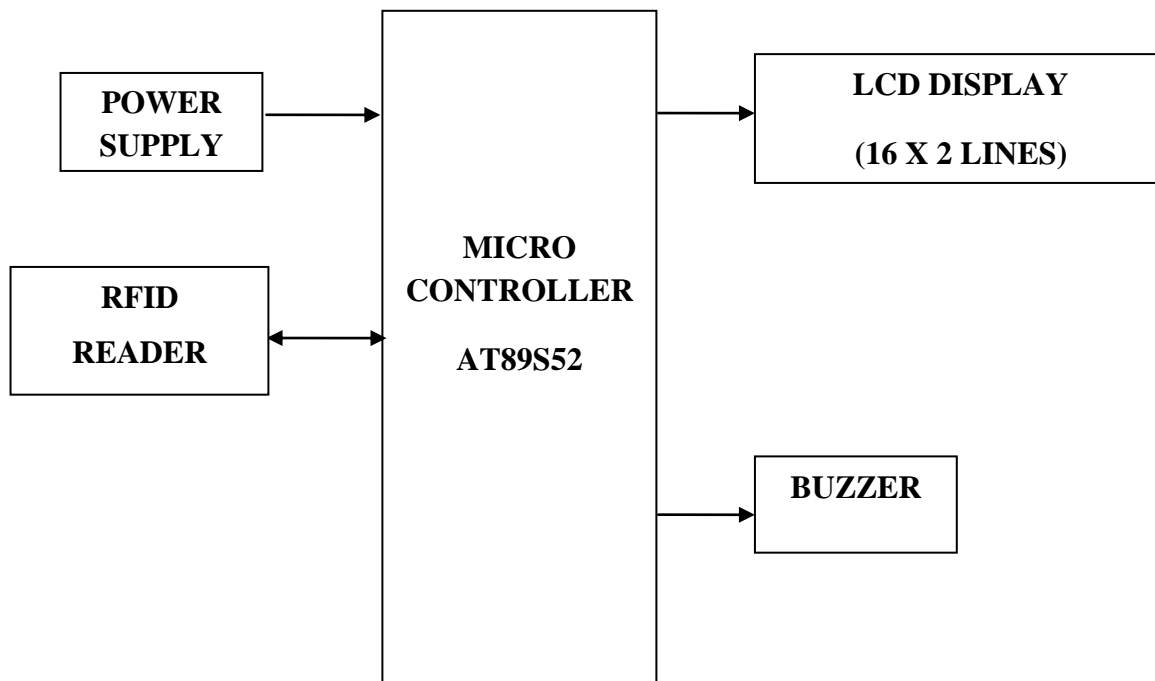 POWER
SUPPLY
RFID
READER
MICRO
CONTROLLER
AT89S52
LCD DISPLAY
(16 X 2 LINES)
BUZZER